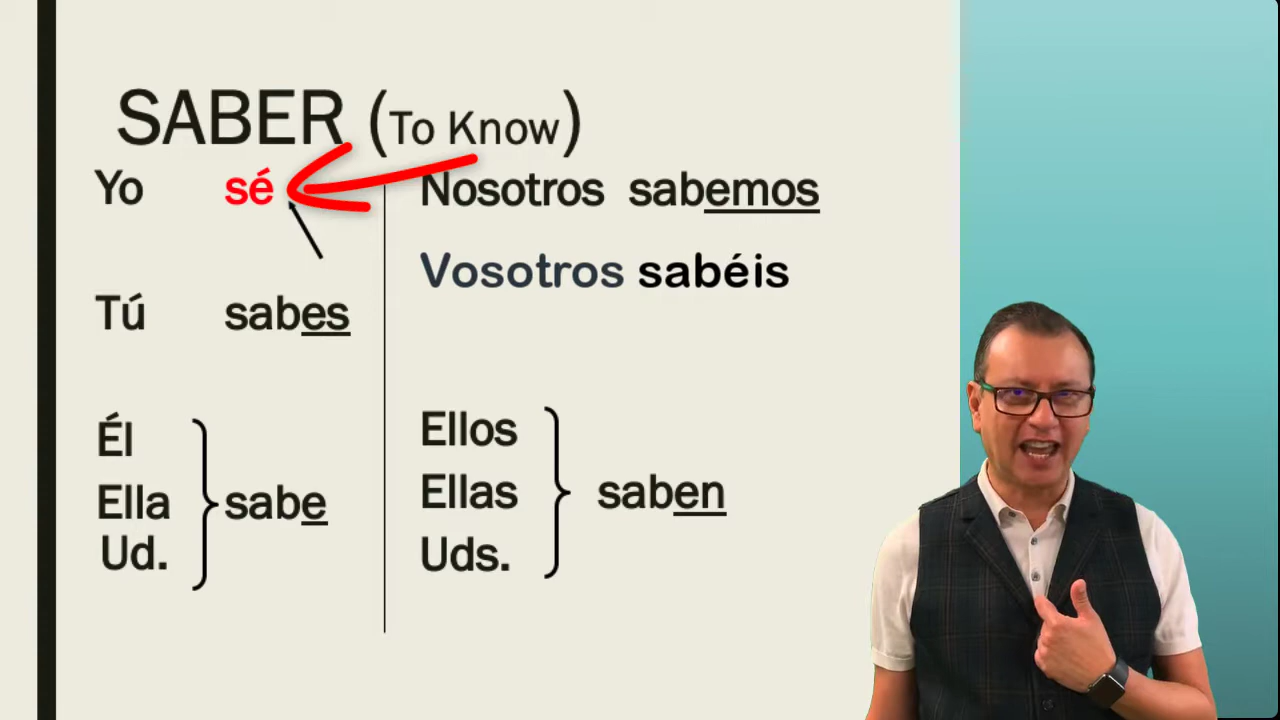 SABER (To Know)
Yo sé
Tú sabes
Él
Ella sabe
Ud.
Nosotros sabemos
Vosotros sabéis
Ellos
Ellas saben
Uds.